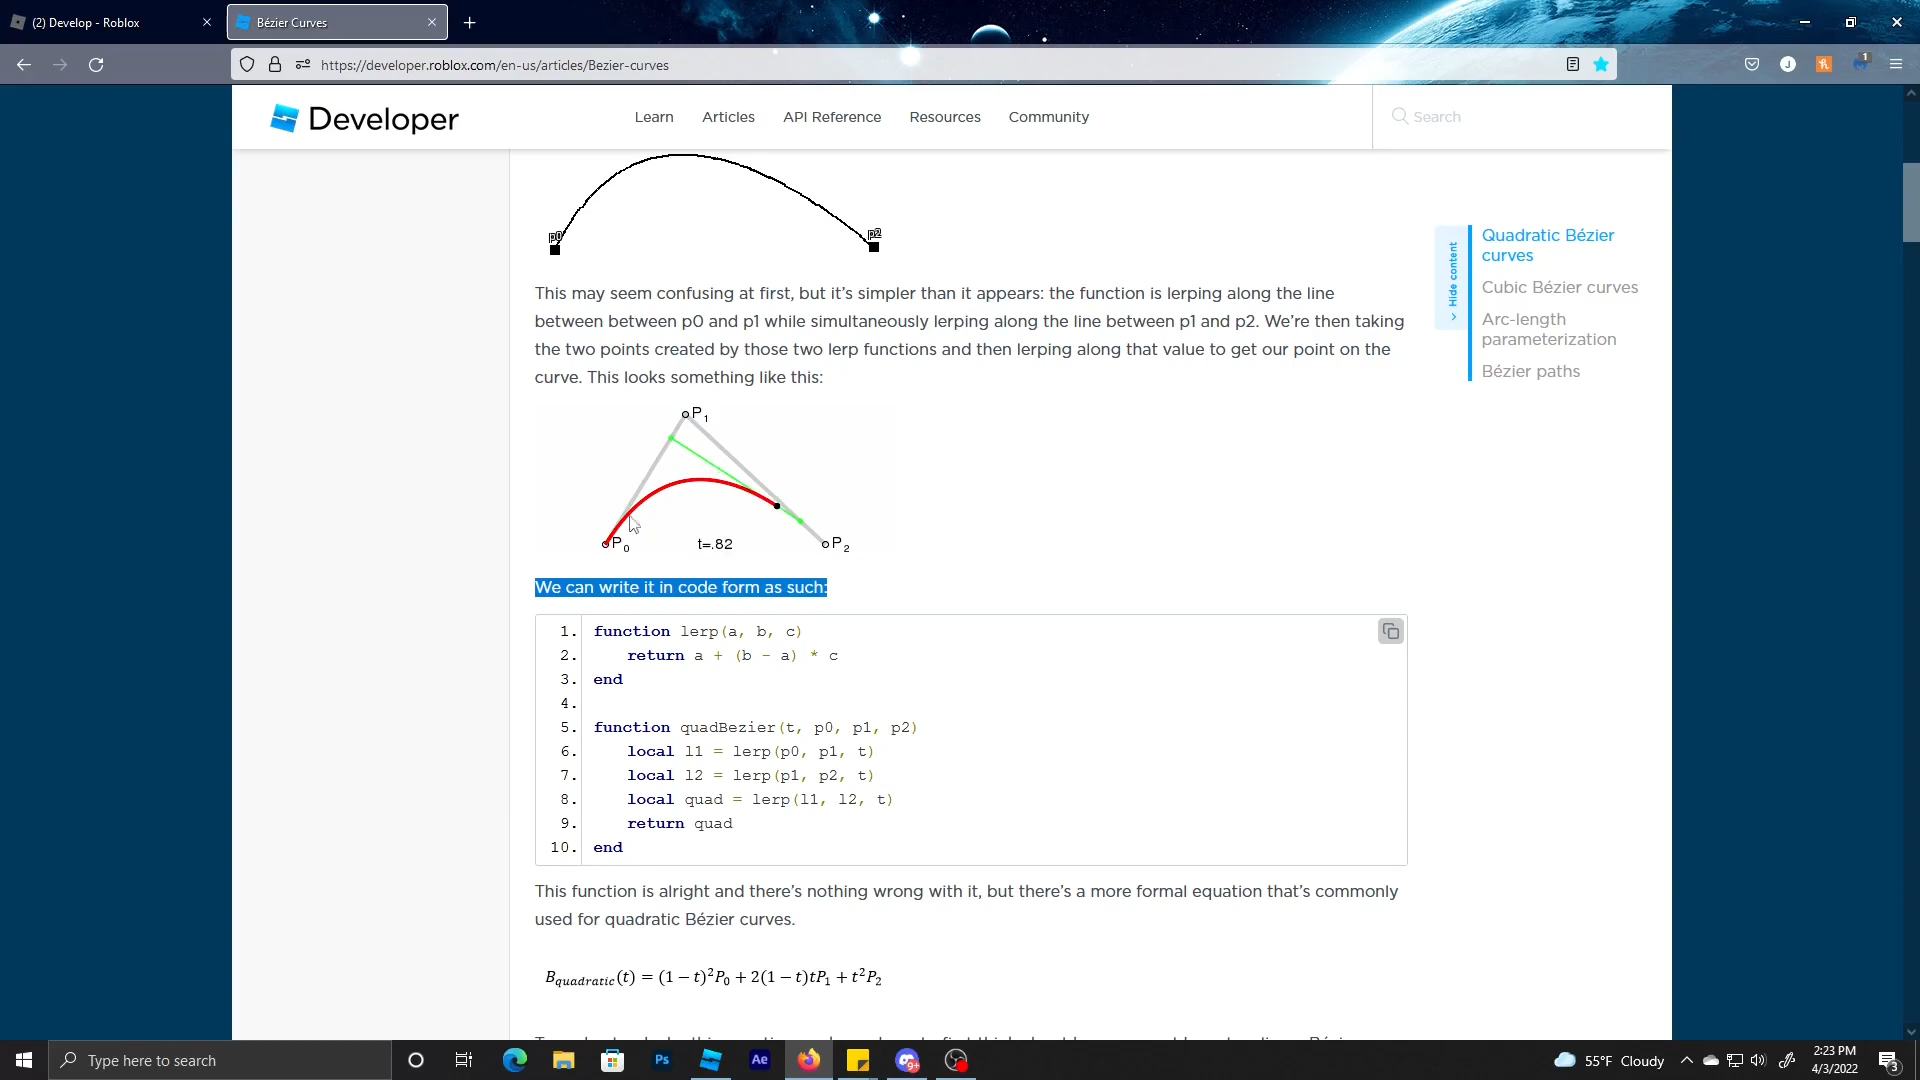 (2) Develop - Roblox
Bézier Curves
https://developer.roblox.com/en-us/articles/Bezier-curves
J
1
Developer
Learn
Articles
API Reference
Resources
Community
Search
p0
p2
This may seem confusing at first, but it's simpler than it appears: the function is lerping along the line
between between p0 and p1 while simultaneously lerping along the line between p1 and p2. We're then taking
the two points created by those two lerp functions and then lerping along that value to get our point on the
curve. This looks something like this:
P1
P0
t=.82
P2
We can write it in code form as such:
1. function lerp(a, b, c)
2. return a + (b - a) * c
3. end
4.
5. function quadBezier(t, p0, p1, p2)
6. local l1 = lerp(p0, p1, t)
7. local l2 = lerp(p1, p2, t)
8. local quad = lerp(l1, l2, t)
9. return quad
10. end
This function is alright and there's nothing wrong with it, but there's a more formal equation that's commonly
used for quadratic Bézier curves.
Bquadratic(t) = (1 − t)²P₀ + 2(1 − t)tP₁ + t²P₂
Hide content
Quadratic Bézier
curves
Cubic Bézier curves
Arc-length
parameterization
Bézier paths
Type here to search
Ps
Ae
9+
55°F Cloudy
2:23 PM
4/3/2022
3